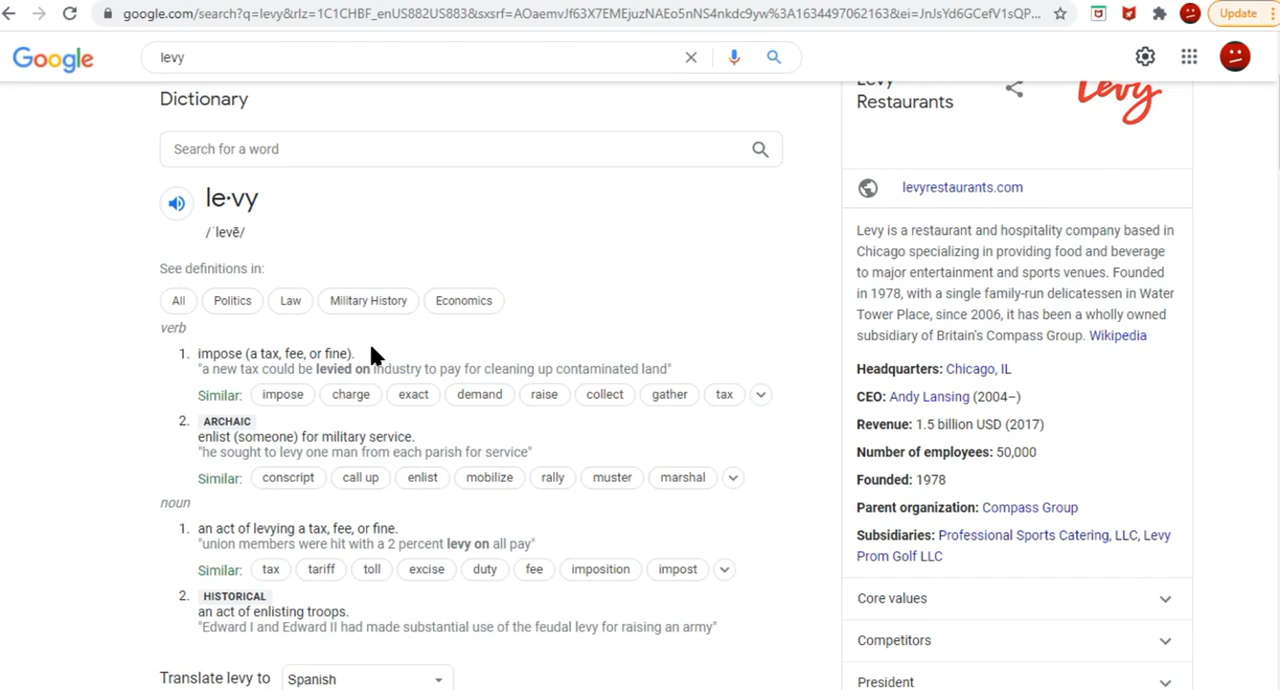 google.com/search?q=levy&rlz=1C1CHBF_enUS882US883&sxsrf=AOaemvJf63X7EMEjuzNAEo5nNS4nkdc9yw%3A1634497062163&ei=JnJsYd6GCefV1sQP...
Update
Google
levy
Dictionary
Search for a word
le·vy
/ˈlevē/
See definitions in:
All Politics Law Military History Economics
verb
1. impose (a tax, fee, or fine).
"a new tax could be levied on industry to pay for cleaning up contaminated land"
Similar: impose charge exact demand raise collect gather tax
2. ARCHAIC
enlist (someone) for military service.
"he sought to levy one man from each parish for service"
Similar: conscript call up enlist mobilize rally muster marshal
noun
1. an act of levying a tax, fee, or fine.
"union members were hit with a 2 percent levy on all pay"
Similar: tax tariff toll excise duty fee imposition impost
2. HISTORICAL
an act of enlisting troops.
"Edward I and Edward II had made substantial use of the feudal levy for raising an army"
Translate levy to Spanish
Levy
Restaurants
Levy
levyrestaurants.com
Levy is a restaurant and hospitality company based in
Chicago specializing in providing food and beverage
to major entertainment and sports venues. Founded
in 1978, with a single family-run delicatessen in Water
Tower Place, since 2006, it has been a wholly owned
subsidiary of Britain's Compass Group. Wikipedia
Headquarters: Chicago, IL
CEO: Andy Lansing (2004–)
Revenue: 1.5 billion USD (2017)
Number of employees: 50,000
Founded: 1978
Parent organization: Compass Group
Subsidiaries: Professional Sports Catering, LLC, Levy
Prom Golf LLC
Core values
Competitors
President